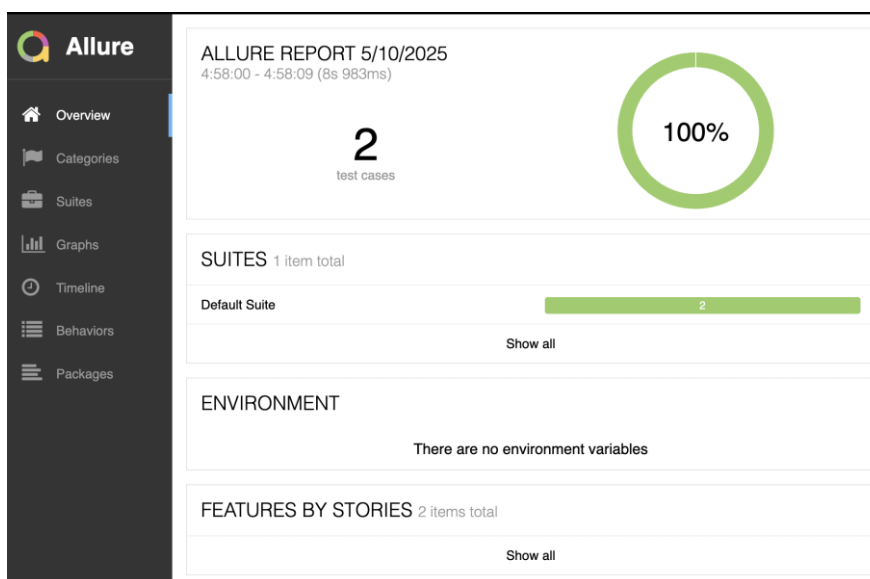 Allure
Overview
Categories
Suites
Graphs
Timeline
Behaviors
Packages
ALLURE REPORT 5/10/2025
4:58:00 - 4:58:09 (8s 983ms)
2
test cases
100%
SUITES 1 item total
Default Suite 2
Show all
ENVIRONMENT
There are no environment variables
FEATURES BY STORIES 2 items total
Show all